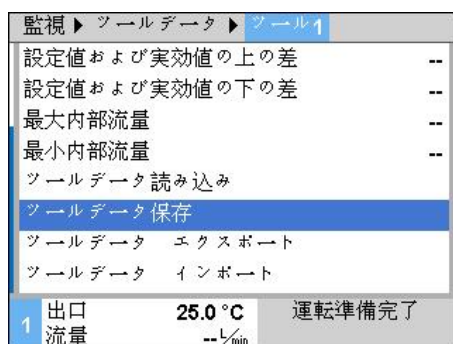 監視 ▶ ツールデータ ▶ ツール1
設定値および実効値の上の差 --
設定値および実効値の下の差 --
最大内部流量 --
最小内部流量 --
ツールデータ読み込み
ツールデータ保存
ツールデータ エクスポート
ツールデータ インポート
1 出口 25.0 °C 運転準備完了
流量 -- L/min